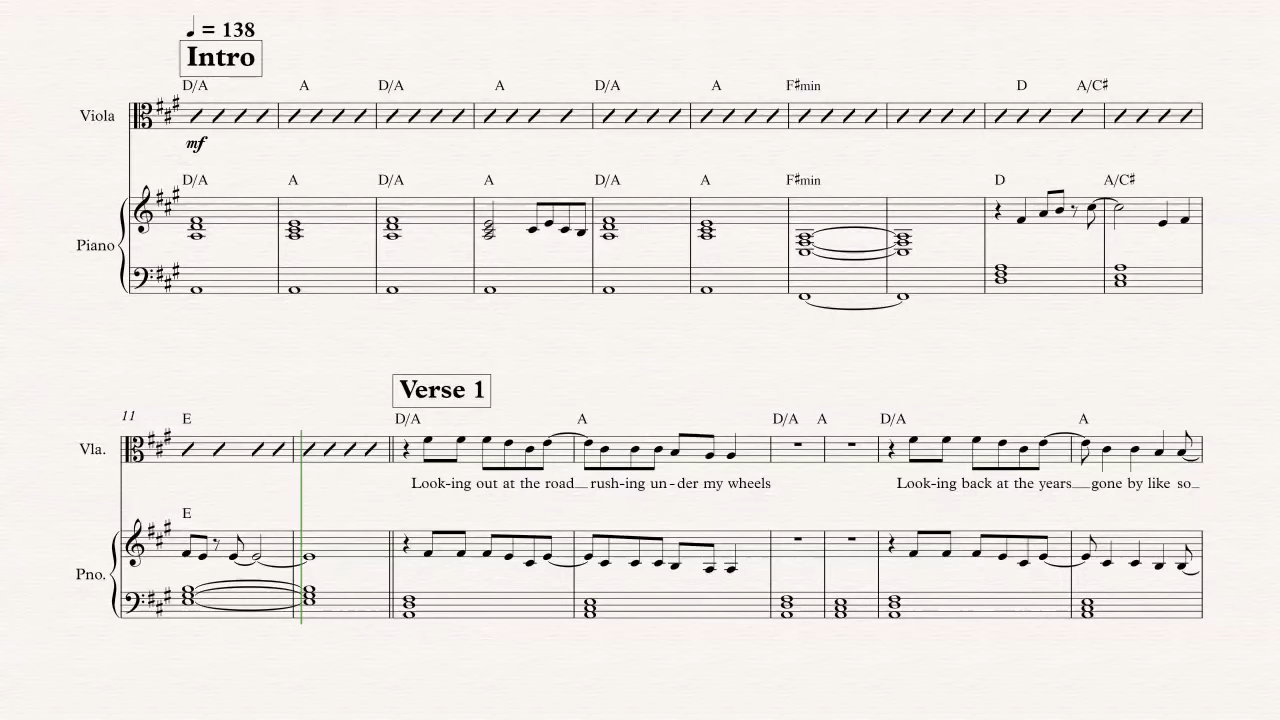 ♩ = 138
Intro
D/A A D/A A D/A A F♯min D A/C♯
Viola
mf
D/A A D/A A D/A A F♯min D A/C♯
Piano
Verse 1
11 E D/A A D/A A D/A A
Vla.
Look-ing out at the road rush-ing un-der my wheels Look-ing back at the years gone by like so
E
Pno.